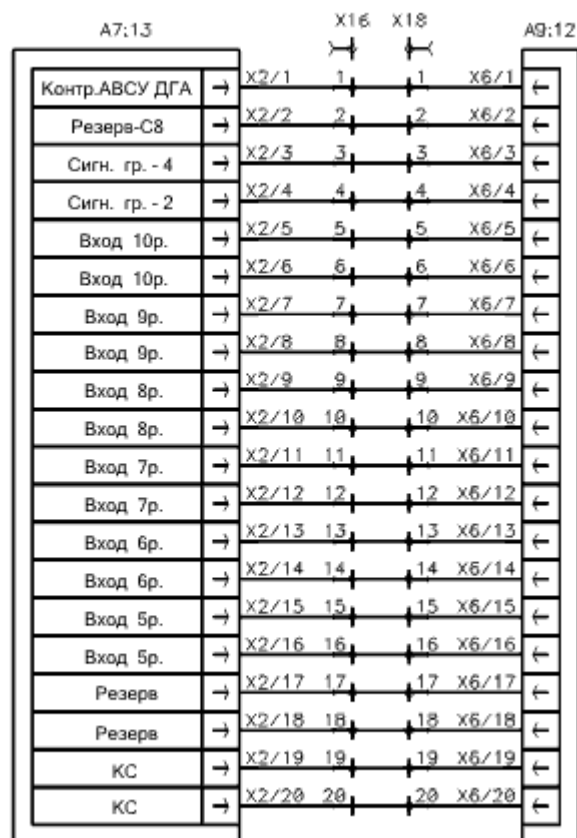 X16 X18
A7:13 A9:12
Контр.АВСУ ДГА X2/1 1 1 X6/1
Резерв-С8 X2/2 2 2 X6/2
Сигн. гр. - 4 X2/3 3 3 X6/3
Сигн. гр. - 2 X2/4 4 4 X6/4
Вход 10р. X2/5 5 5 X6/5
Вход 10р. X2/6 6 6 X6/6
Вход 9р. X2/7 7 7 X6/7
Вход 9р. X2/8 8 8 X6/8
Вход 8р. X2/9 9 9 X6/9
Вход 8р. X2/10 10 10 X6/10
Вход 7р. X2/11 11 11 X6/11
Вход 7р. X2/12 12 12 X6/12
Вход 6р. X2/13 13 13 X6/13
Вход 6р. X2/14 14 14 X6/14
Вход 5р. X2/15 15 15 X6/15
Вход 5р. X2/16 16 16 X6/16
Резерв X2/17 17 17 X6/17
Резерв X2/18 18 18 X6/18
КС X2/19 19 19 X6/19
КС X2/20 20 20 X6/20